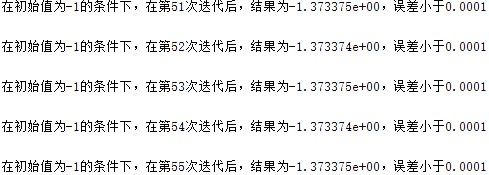 在初始值为-1的条件下，在第51次迭代后，结果为-1.373375e+00，误差小于0.0001
在初始值为-1的条件下，在第52次迭代后，结果为-1.373374e+00，误差小于0.0001
在初始值为-1的条件下，在第53次迭代后，结果为-1.373375e+00，误差小于0.0001
在初始值为-1的条件下，在第54次迭代后，结果为-1.373374e+00，误差小于0.0001
在初始值为-1的条件下，在第55次迭代后，结果为-1.373375e+00，误差小于0.0001